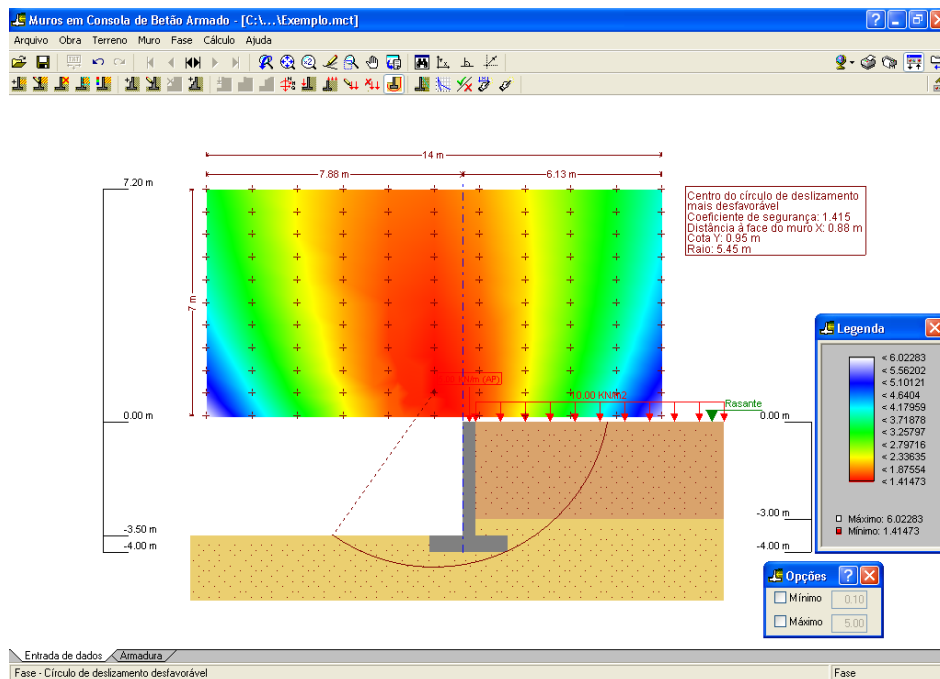 Muros em Consola de Betão Armado - [C:\...\Exemplo.mct]
Arquivo Obra Terreno Muro Fase Cálculo Ajuda
14 m
7.88 m 6.13 m
7.20 m
7 m
Centro do círculo de deslizamento
mais desfavorável
Coeficiente de segurança: 1.415
Distância à face do muro X: 0.88 m
Cota Y: 0.95 m
Raio: 5.45 m
Legenda
< 6.02283
< 5.56202
< 5.10121
< 4.6404
< 4.17959
< 3.71878
< 3.25797
< 2.79716
< 2.33635
< 1.87554
< 1.41473
Máximo: 6.02283
Mínimo: 1.41473
KN/m (AP)
10.00 KN/m2
Rasante
0.00 m
0.00 m
-3.00 m
-3.50 m
-4.00 m
-4.00 m
Opções
Mínimo 0.10
Máximo 5.00
Entrada de dados Armadura
Fase - Círculo de deslizamento desfavorável Fase